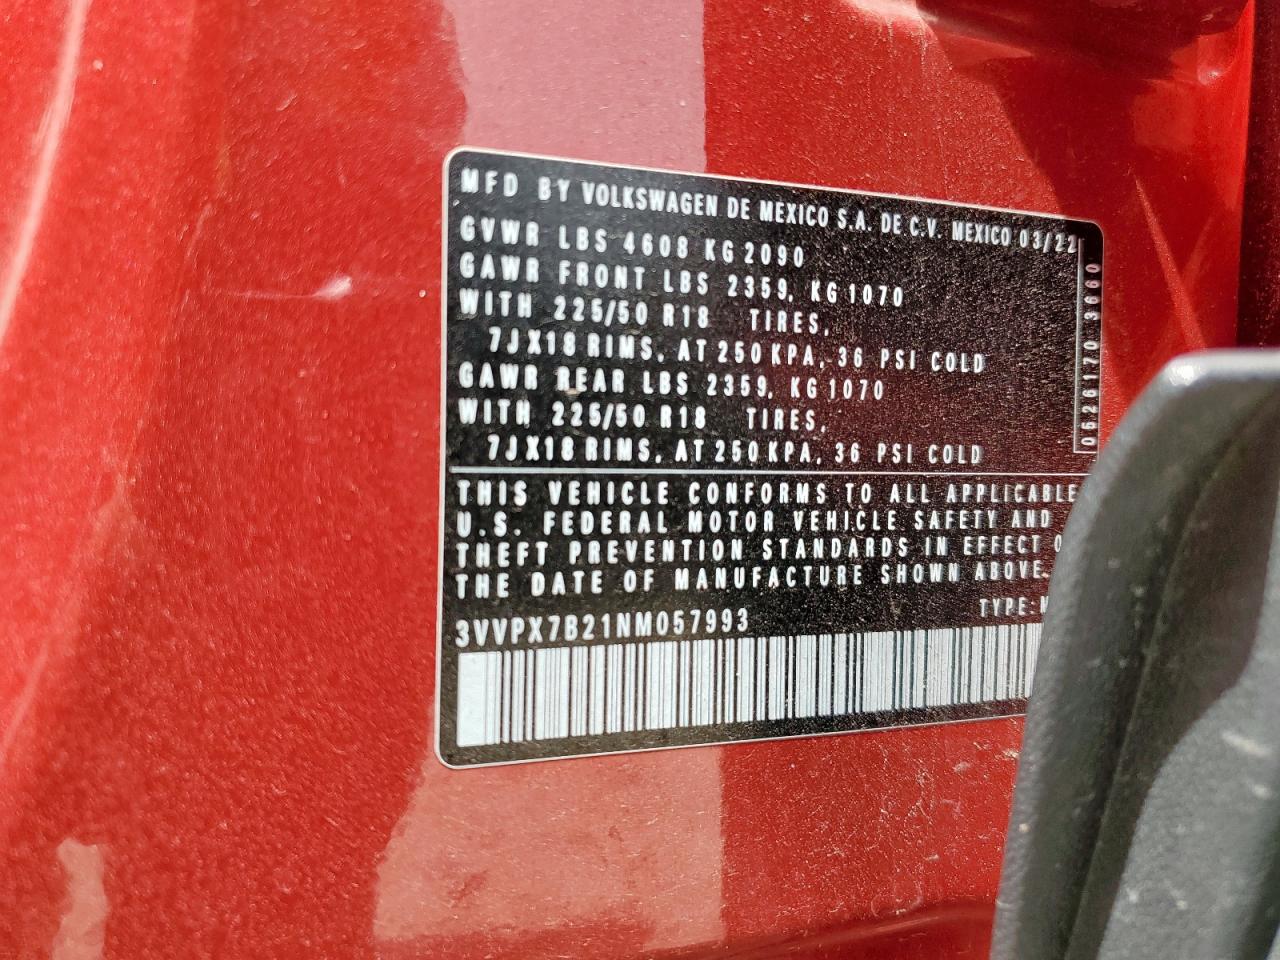 MFD BY VOLKSWAGEN DE MEXICO S.A. DE C.V. MEXICO 03/22
GVWR LBS 4608 KG 2090
GAWR FRONT LBS 2359, KG 1070
WITH 225/50 R18 TIRES,
7JX18 RIMS, AT 250 KPA, 36 PSI COLD
GAWR REAR LBS 2359, KG 1070
WITH 225/50 R18 TIRES,
7JX18 RIMS, AT 250 KPA, 36 PSI COLD
0626170 3660
THIS VEHICLE CONFORMS TO ALL APPLICABLE
U.S. FEDERAL MOTOR VEHICLE SAFETY AND
THEFT PREVENTION STANDARDS IN EFFECT
THE DATE OF MANUFACTURE SHOWN ABOVE.
3VVPX7B21NM057993 TYPE: